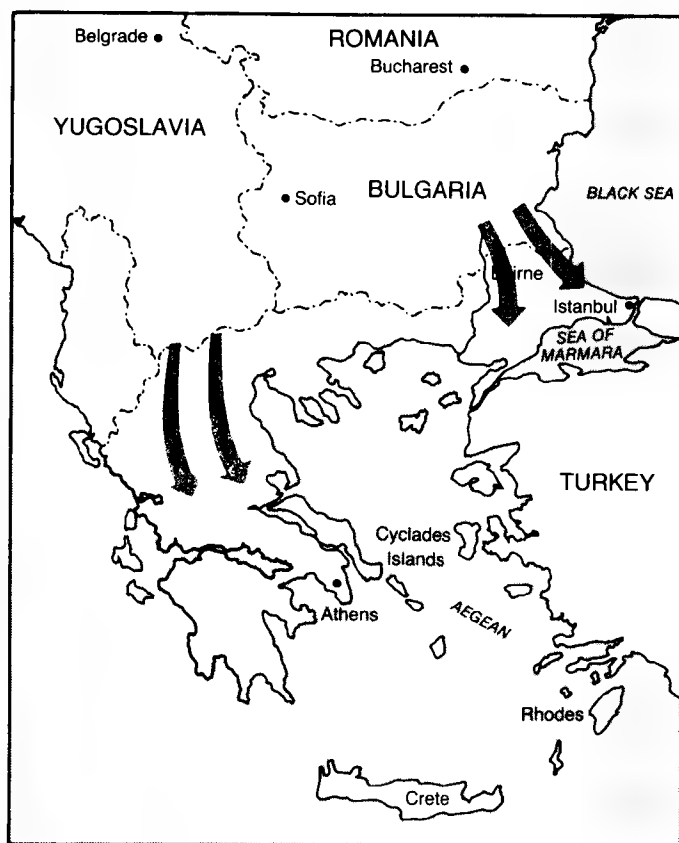 Belgrade
ROMANIA
Bucharest
YUGOSLAVIA
Sofia
BULGARIA
BLACK SEA
Edirne
Istanbul
SEA OF
MARMARA
TURKEY
Cyclades
Islands
Athens
AEGEAN
Rhodes
Crete